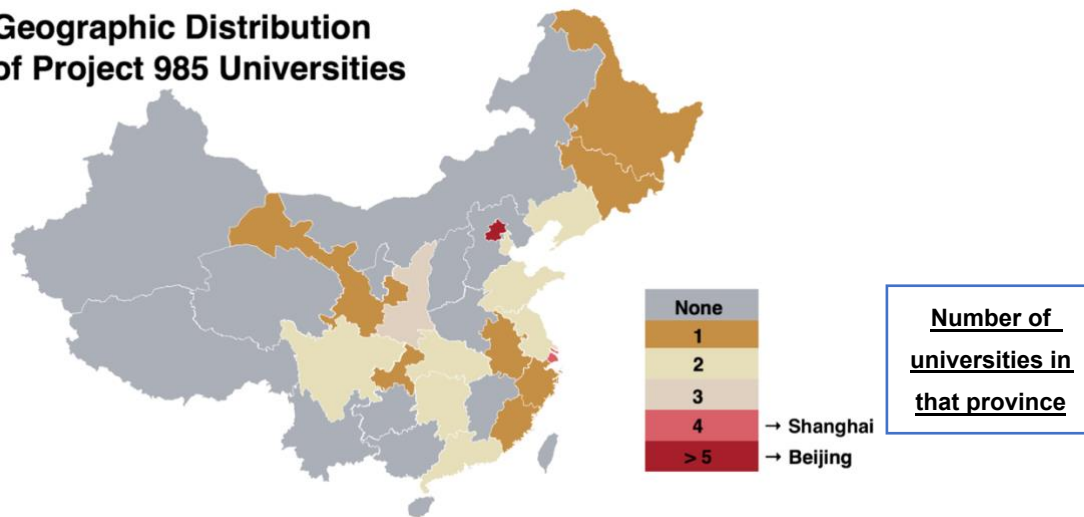 Geographic Distribution
of Project 985 Universities
None
1
2
3
4 → Shanghai
> 5 → Beijing
Number of
universities in
that province